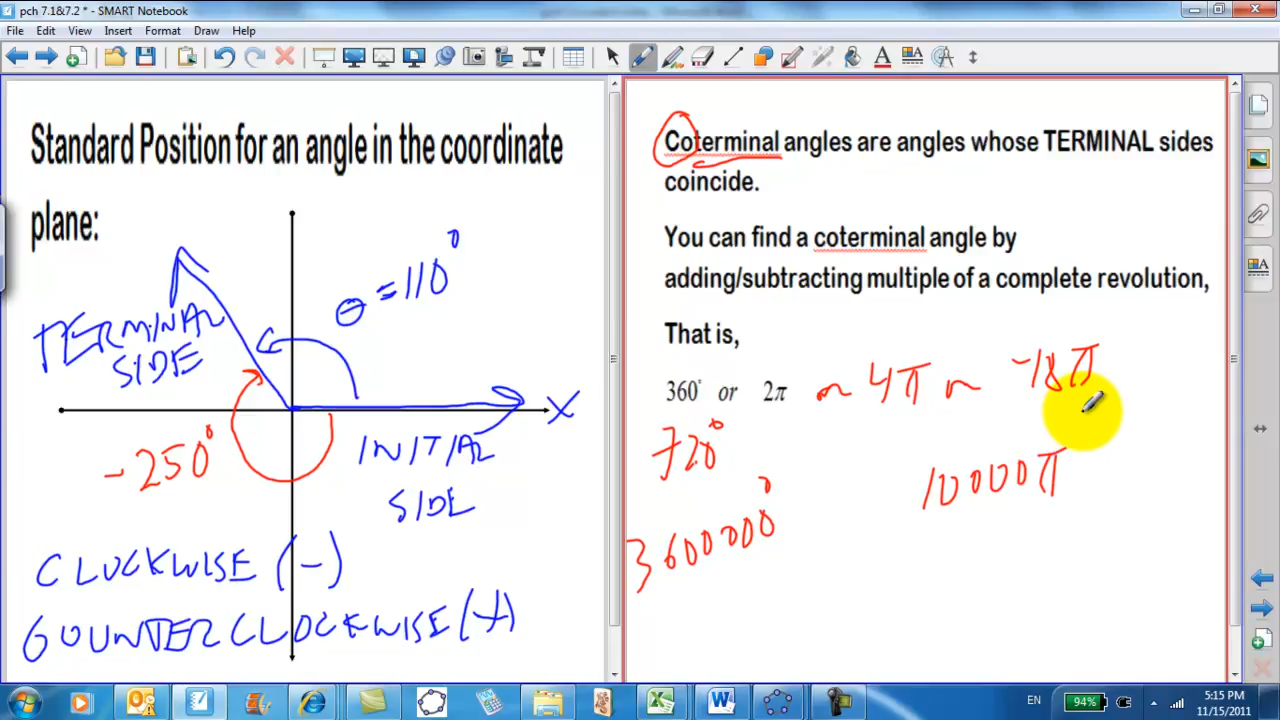 pch 7.1&7.2 * - SMART Notebook
File Edit View Insert Format Draw Help
Standard Position for an angle in the coordinate
plane:
θ = 110°
TERMINAL
SIDE
X
-250°
INITIAL
SIDE
CLOCKWISE (-)
COUNTERCLOCKWISE (+)
Coterminal angles are angles whose TERMINAL sides
coincide.
You can find a coterminal angle by
adding/subtracting multiple of a complete revolution,
That is,
360° or 2π or 4π or -18π
720°
10000π
3600000°
EN 94% 5:15 PM
11/15/2011